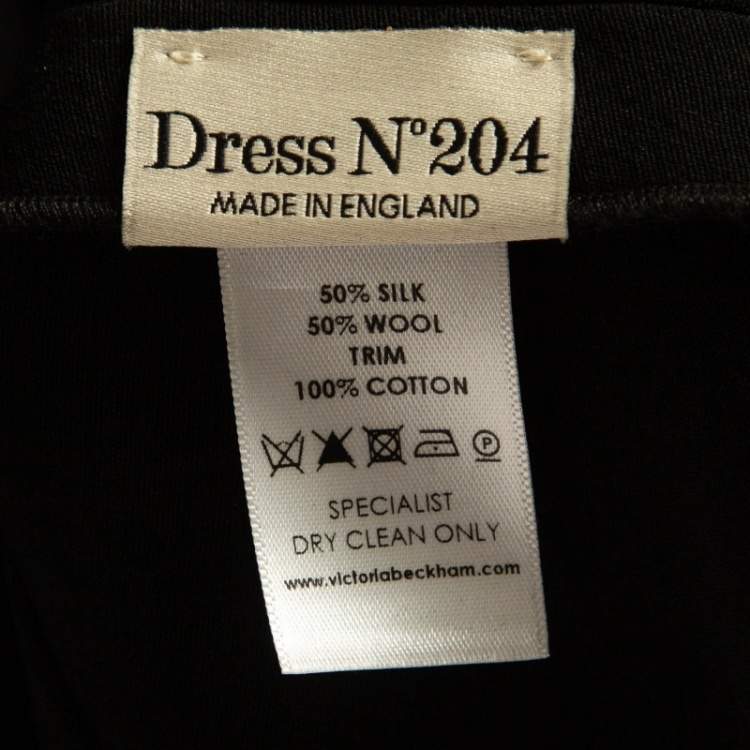 Dress N°204
MADE IN ENGLAND
50% SILK
50% WOOL
TRIM
100% COTTON
P
SPECIALIST
DRY CLEAN ONLY
www.victoriabeckham.com